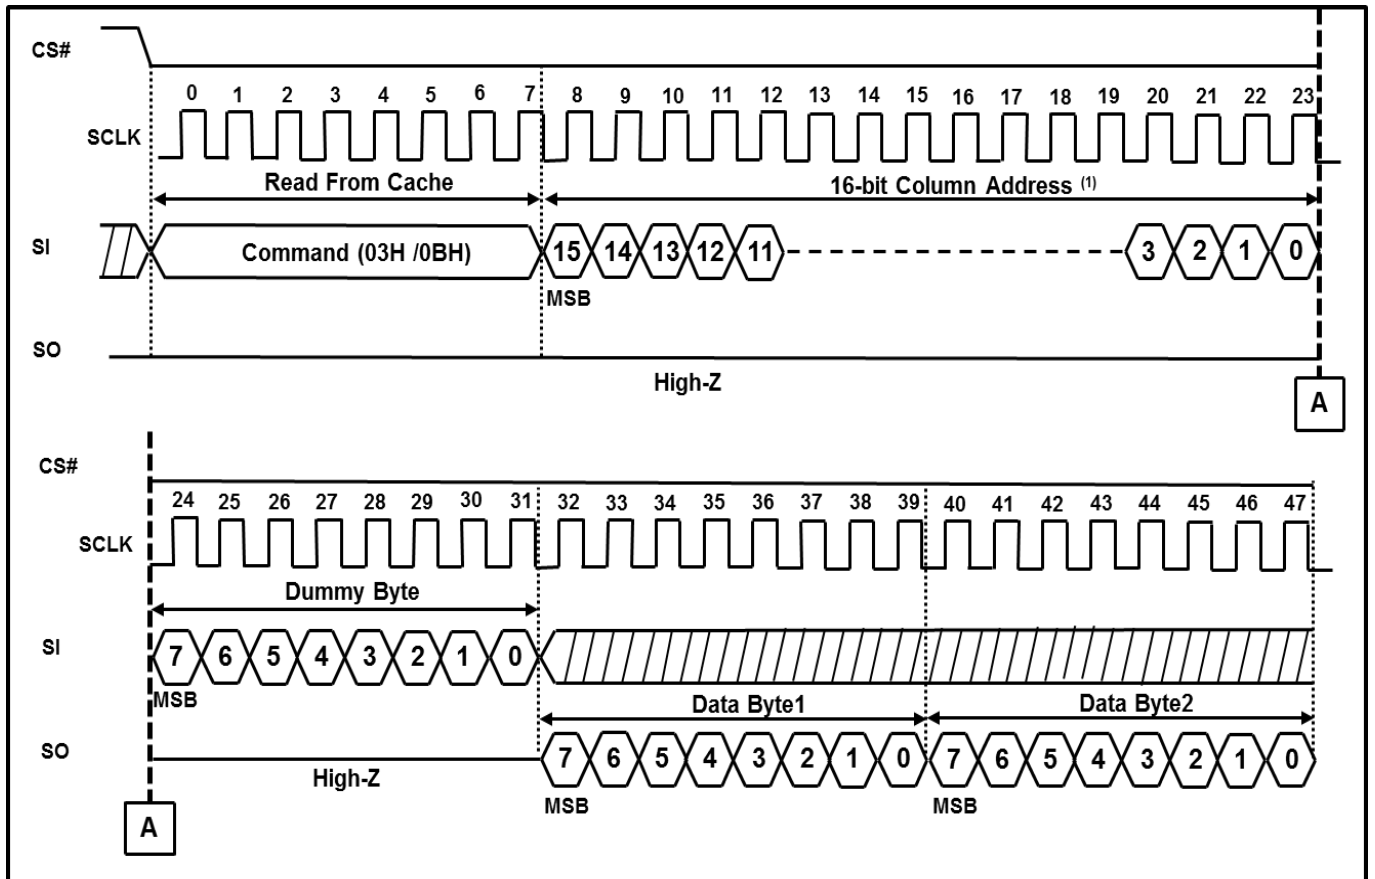 CS#
0 1 2 3 4 5 6 7 8 9 10 11 12 13 14 15 16 17 18 19 20 21 22 23
SCLK
Read From Cache 16-bit Column Address (1)
SI Command (03H /0BH) 15 14 13 12 11 3 2 1 0
MSB
SO
High-Z
A
CS#
24 25 26 27 28 29 30 31 32 33 34 35 36 37 38 39 40 41 42 43 44 45 46 47
SCLK
Dummy Byte
SI 7 6 5 4 3 2 1 0
MSB
Data Byte1 Data Byte2
SO 7 6 5 4 3 2 1 0 7 6 5 4 3 2 1 0
High-Z
MSB MSB
A